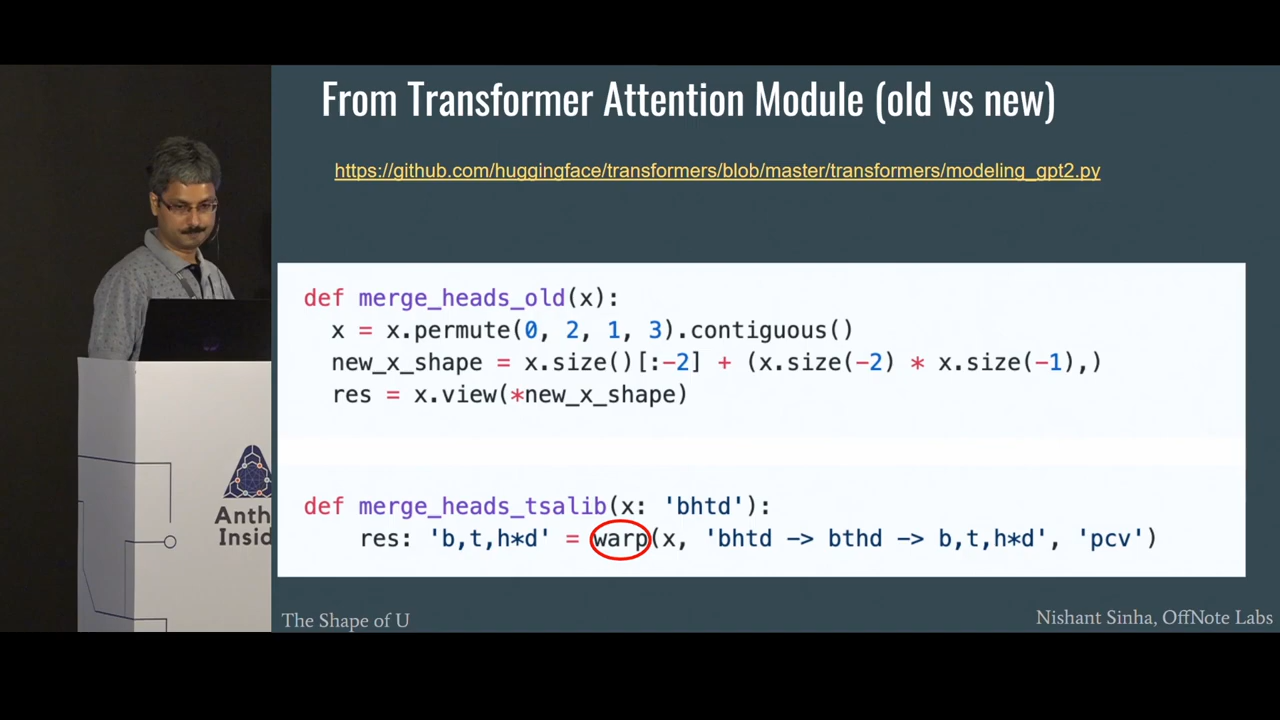 From Transformer Attention Module (old vs new)
https://github.com/huggingface/transformers/blob/master/transformers/modeling_gpt2.py
def merge_heads_old(x):
x = x.permute(0, 2, 1, 3).contiguous()
new_x_shape = x.size()[:-2] + (x.size(-2) * x.size(-1),)
res = x.view(*new_x_shape)
def merge_heads_tsalib(x: 'bhtd'):
res: 'b,t,h*d' = warp(x, 'bhtd -> bthd -> b,t,h*d', 'pcv')
Anth
Insid
The Shape of U
Nishant Sinha, OffNote Labs